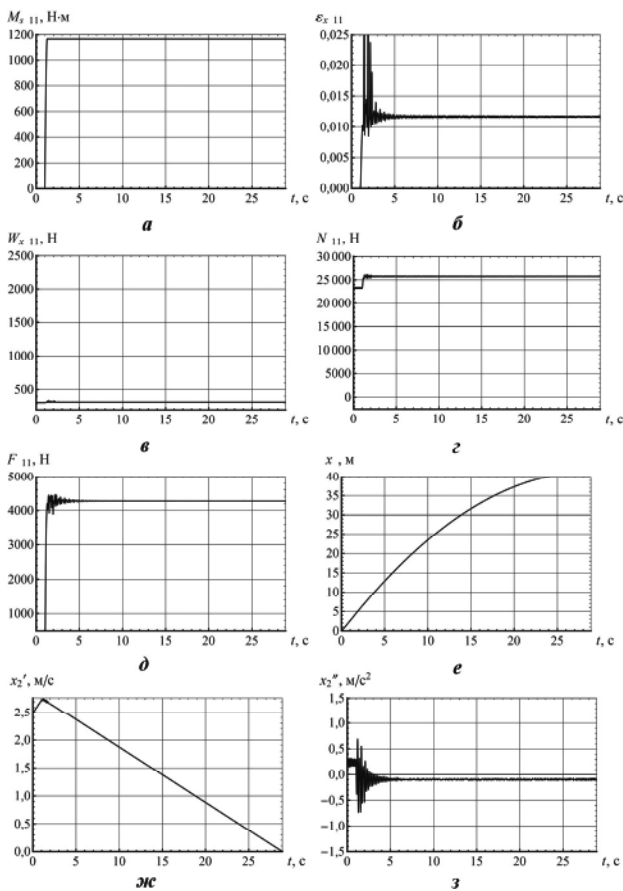 M_s 11, Н·м
1200
1000
800
600
400
200
0
0 5 10 15 20 25 t, с
а
ε_x 11
0,025
0,020
0,015
0,010
0,005
0,000
0 5 10 15 20 25 t, с
б
W_x 11, Н
2500
2000
1500
1000
500
0 5 10 15 20 25 t, с
в
N 11, Н
30 000
25 000
20 000
15 000
10 000
5000
0
0 5 10 15 20 25 t, с
г
F 11, Н
5000
4000
3000
2000
1000
0 5 10 15 20 25 t, с
д
x , м
40
35
30
25
20
15
10
5
0
0 5 10 15 20 25 t, с
е
x₂′, м/с
2,5
2,0
1,5
1,0
0,5
0,0
0 5 10 15 20 25 t, с
ж
x₂″, м/с²
1,5
1,0
0,5
0,0
−0,5
−1,0
−1,5
0 5 10 15 20 25 t, с
з